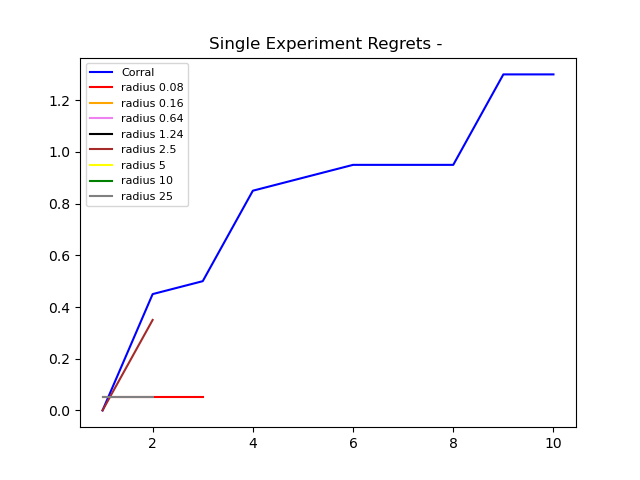 Single Experiment Regrets -
Corral
radius 0.08
radius 0.16
radius 0.64
radius 1.24
radius 2.5
radius 5
radius 10
radius 25
1.2
1.0
0.8
0.6
0.4
0.2
0.0
2 4 6 8 10